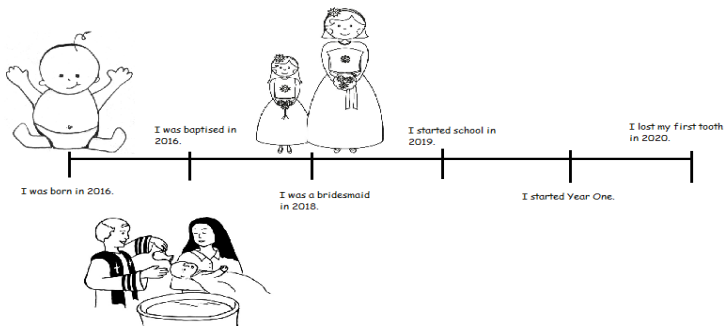 I was born in 2016.
I was baptised in
2016.
I was a bridesmaid
in 2018.
I started school in
2019.
I started Year One.
I lost my first tooth
in 2020.